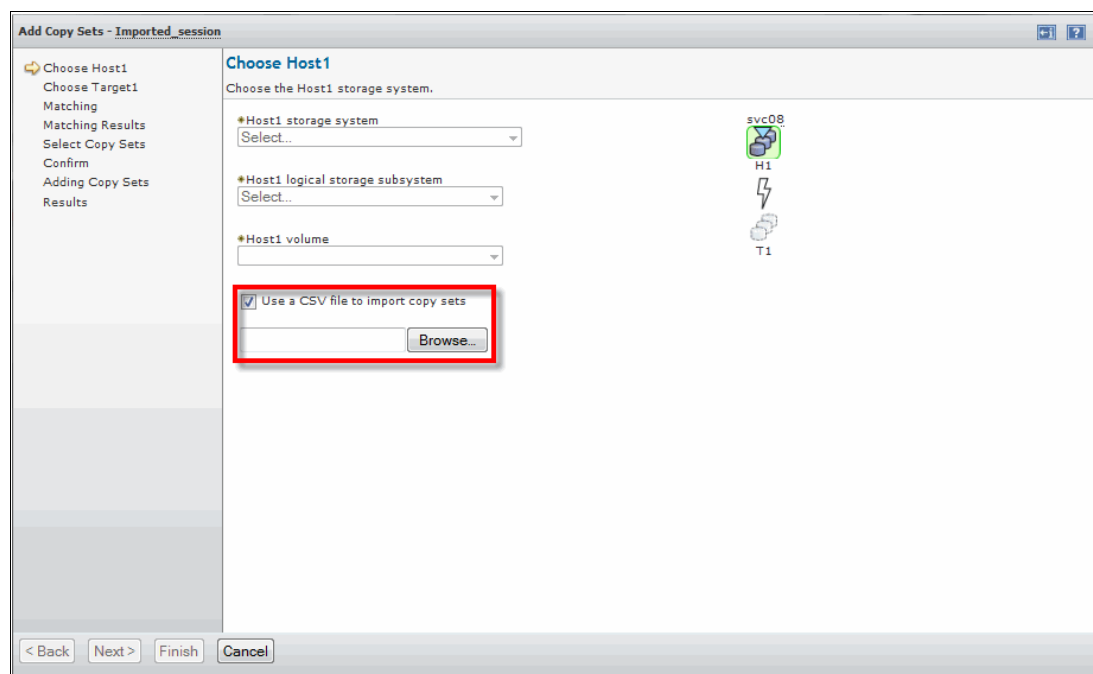 Add Copy Sets - Imported_session
Choose Host1
Choose Target1
Matching
Matching Results
Select Copy Sets
Confirm
Adding Copy Sets
Results
Choose Host1
Choose the Host1 storage system.
*Host1 storage system
Select...
*Host1 logical storage subsystem
Select...
*Host1 volume
Use a CSV file to import copy sets
Browse...
svc08
H1
T1
< Back Next > Finish Cancel